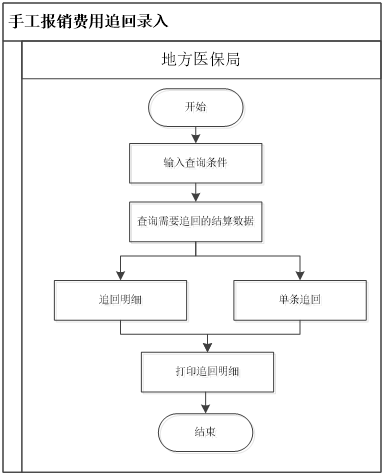 手工报销费用追回录入
地方医保局
开始
输入查询条件
查询需要追回的结算数据
追回明细
单条追回
打印追回明细
结束